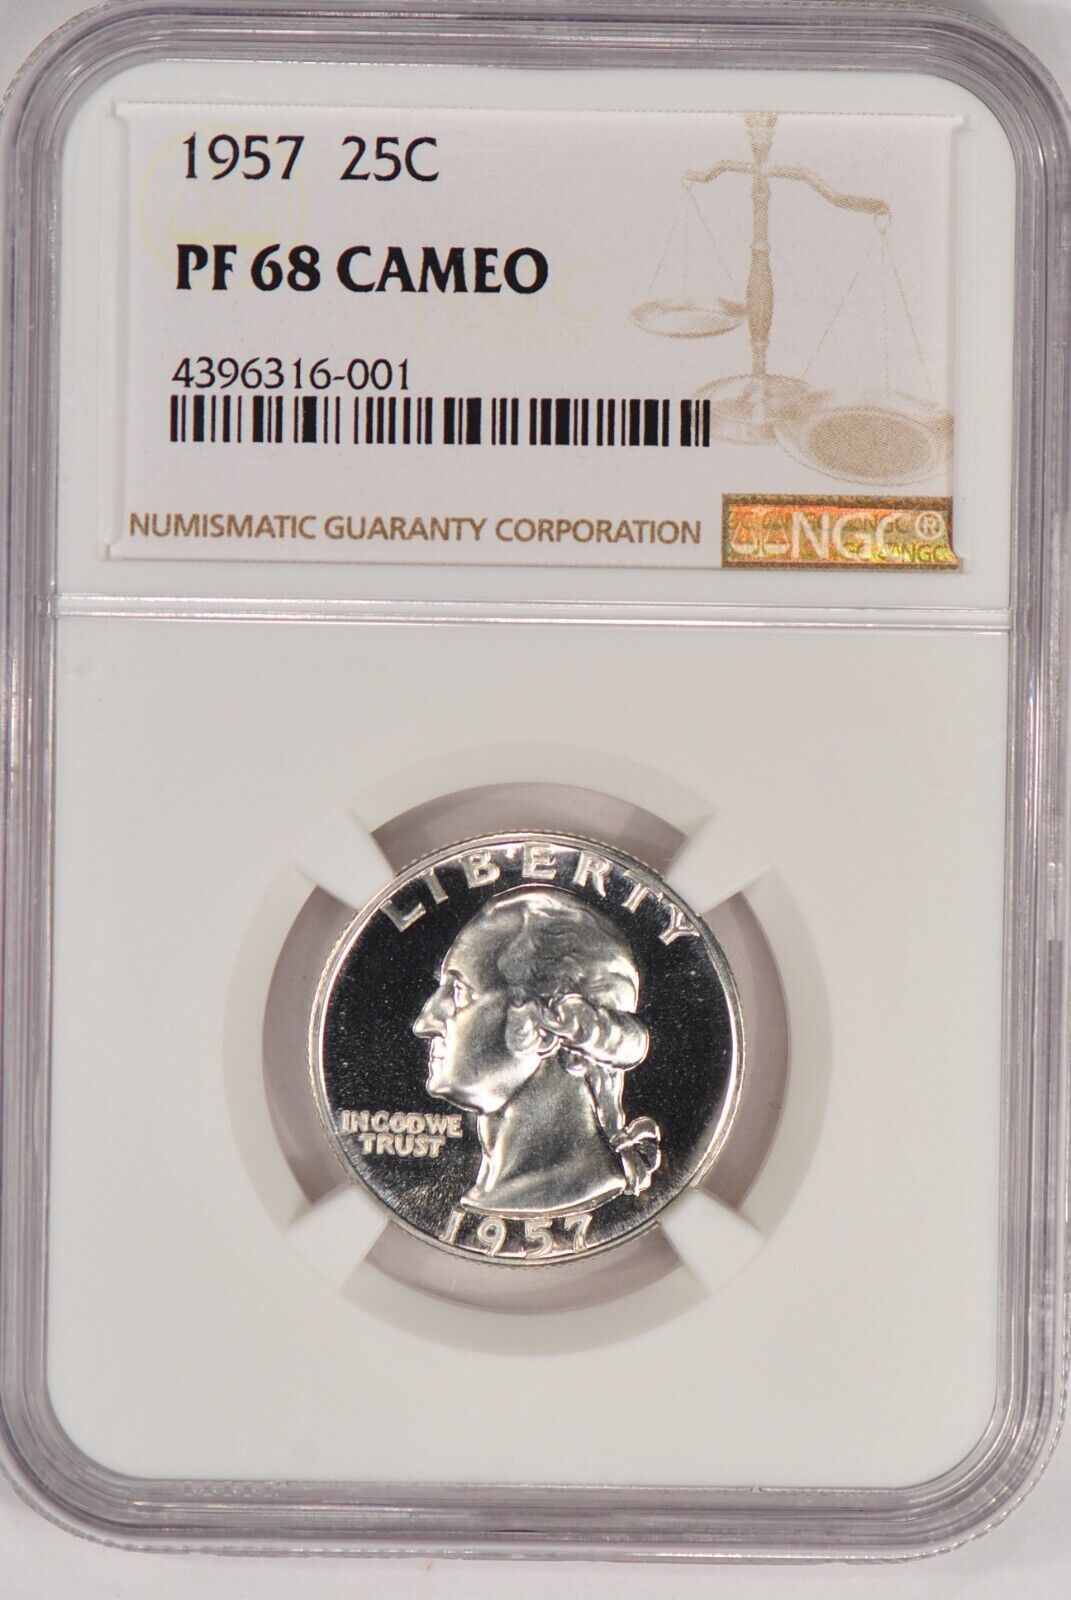 1957 25C
PF 68 CAMEO
4396316-001
NUMISMATIC GUARANTY CORPORATION
NGC®
LIBERTY
IN GOD WE
TRUST
1957